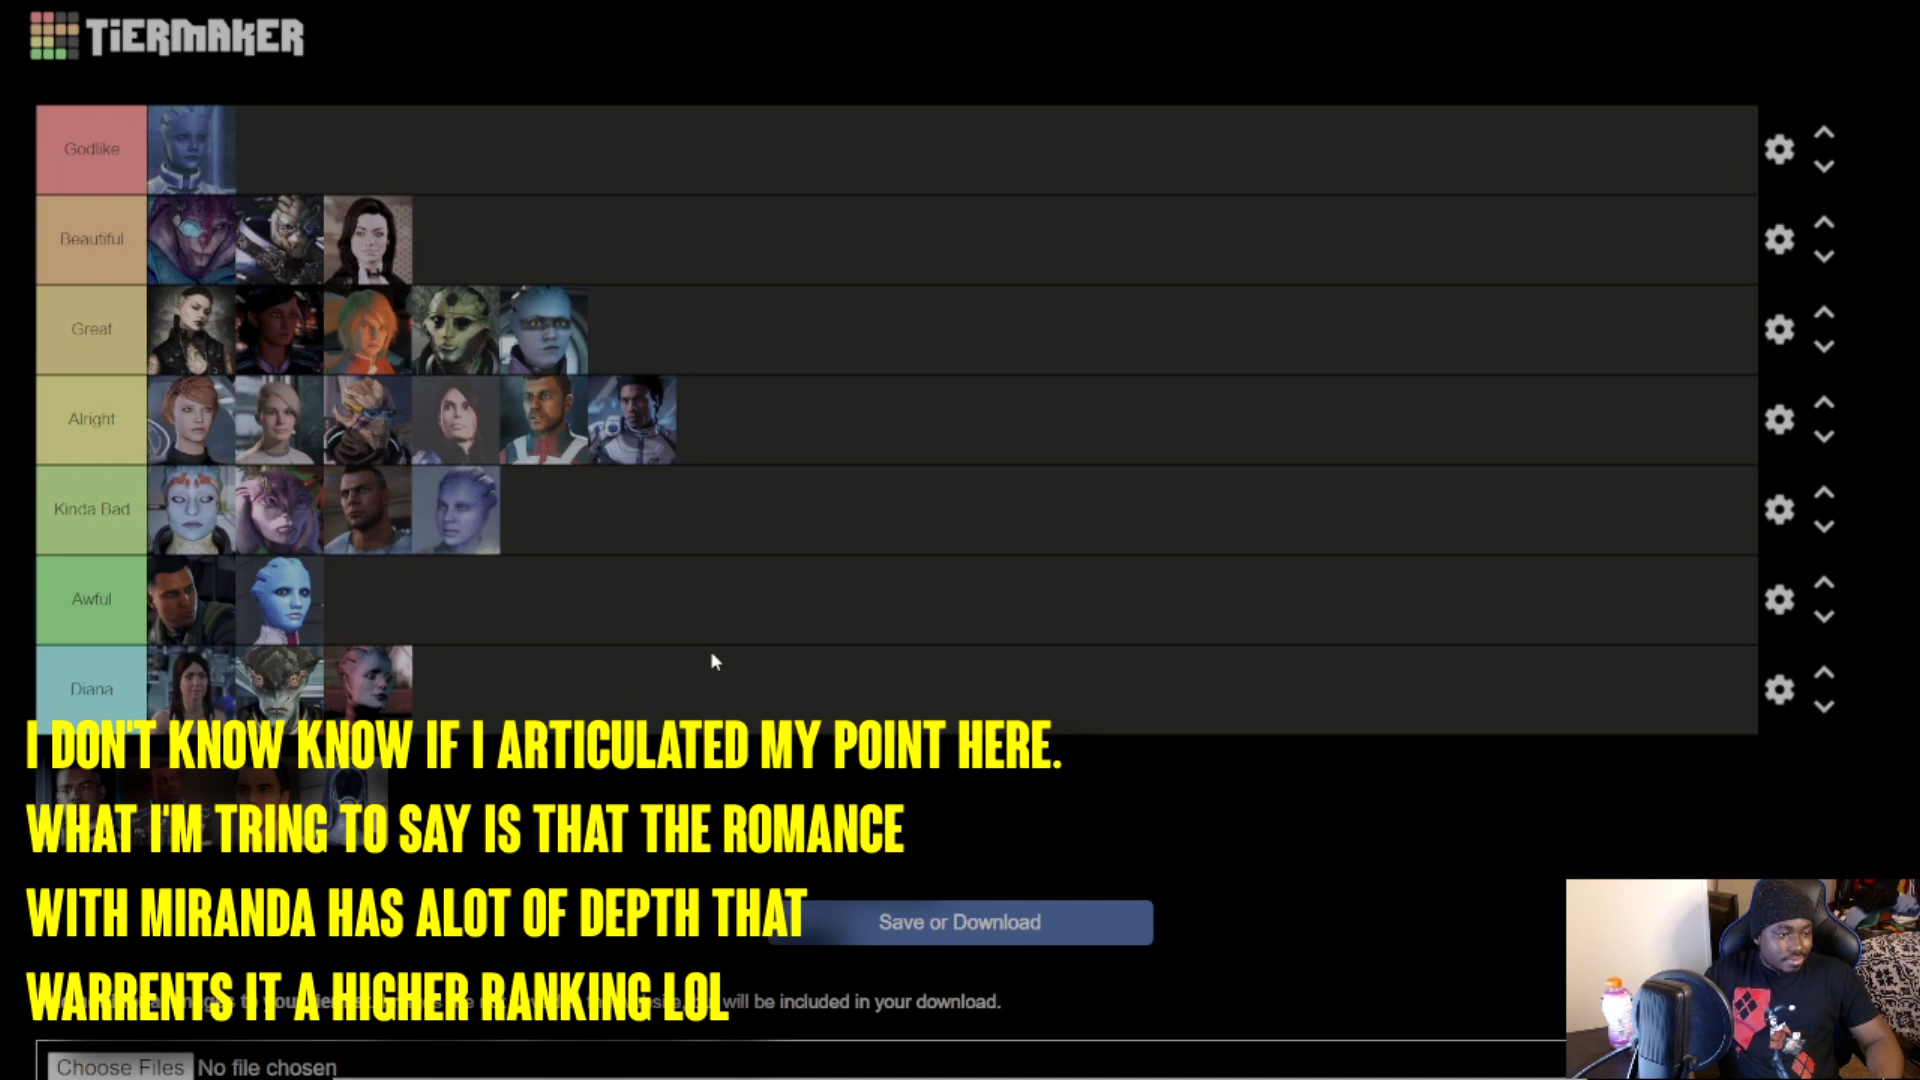 TiERMAKER
Godlike
Beautiful
Great
Alright
Kinda Bad
Awful
Diana
I DON'T KNOW KNOW IF I ARTICULATED MY POINT HERE.
WHAT I'M TRING TO SAY IS THAT THE ROMANCE
WITH MIRANDA HAS ALOT OF DEPTH THAT
WARRENTS IT A HIGHER RANKING LOL
Save or Download
will be included in your download.
Choose Files No file chosen